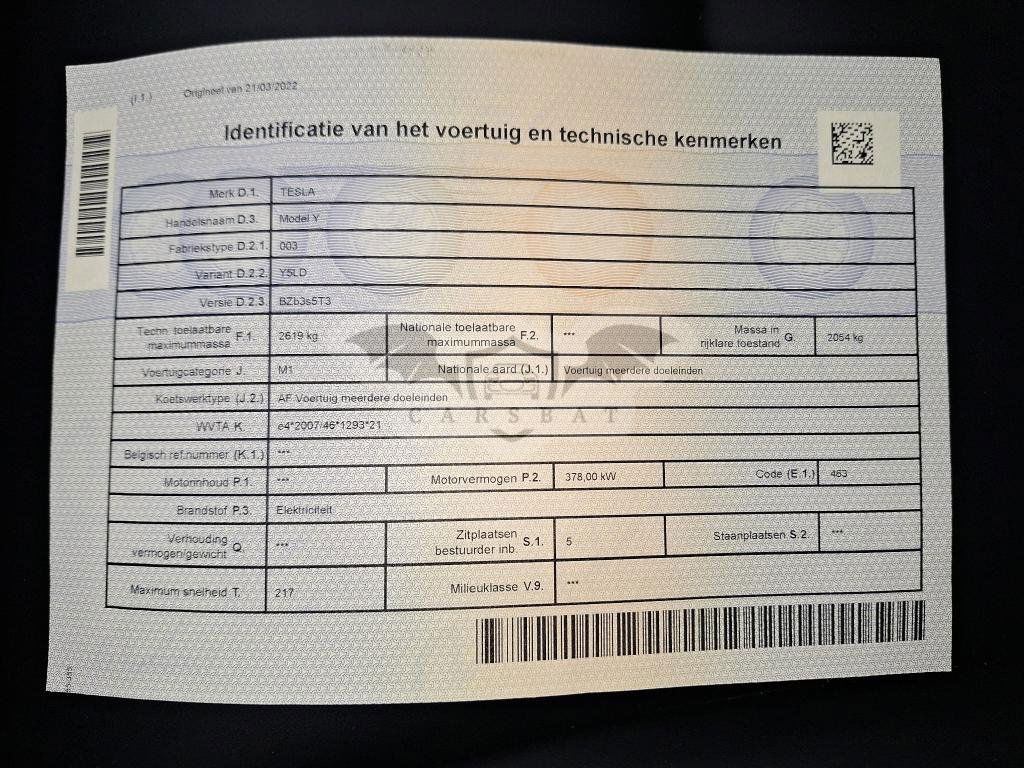 (I.1.) Origineel van 21/03/2022
Identificatie van het voertuig en technische kenmerken
Merk D.1. TESLA
Handelsnaam D.3. Model Y
Fabriekstype D.2.1. 003
Variant D.2.2. Y5LD
Versie D.2.3. BZb3s5T3
Techn. toelaatbare maximummassa F.1. 2619 kg Nationale toelaatbare maximummassa F.2. *** Massa in rijklare toestand G. 2054 kg
Voertuigcategorie J. M1 Nationale aard (J.1.) Voertuig meerdere doeleinden
Koetswerktype (J.2.) AF Voertuig meerdere doeleinden
CARSBAT
WVTA K. e4*2007/46*1293*21
Belgisch ref.nummer (K.1.) ***
Motorinhoud P.1. *** Motorvermogen P.2. 378,00 kW Code (E.1.) 463
Brandstof P.3. Elektriciteit
Verhouding vermogen/gewicht Q. *** Zitplaatsen bestuurder inb. S.1. 5 Staanplaatsen S.2. ***
Maximum snelheid T. 217 Milieuklasse V.9. ***